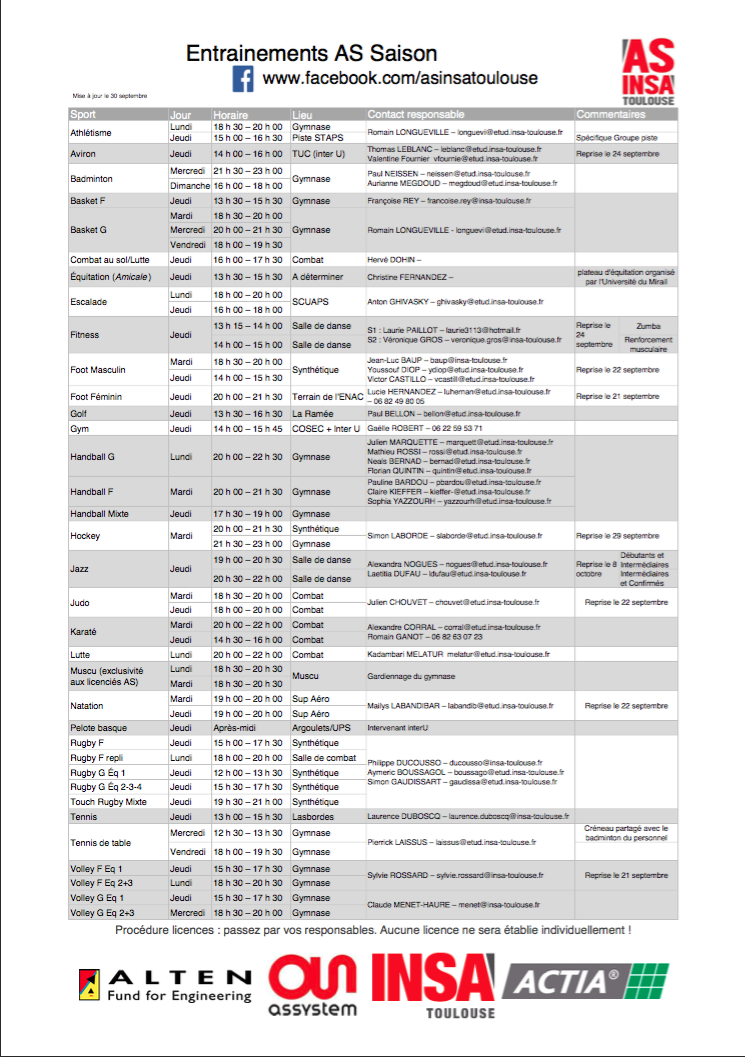 Entrainements AS Saison
www.facebook.com/asinsatoulouse
AS
INSA
TOULOUSE
Mise à jour le 30 septembre
Sport Jour Horaire Lieu Contact responsable Commentaires
Athlétisme Lundi 18 h 30 – 20 h 00 Gymnase Romain LONGUEVILLE – longuevi@etud.insa-toulouse.fr
Jeudi 15 h 00 – 16 h 30 Piste STAPS Spécifique Groupe piste
Aviron Jeudi 14 h 00 – 16 h 00 TUC (inter U) Thomas LEBLANC – leblanc@etud.insa-toulouse.fr Reprise le 24 septembre
Valentine Fournier vfournie@etud.insa-toulouse.fr
Badminton Mercredi 21 h 30 – 23 h 00 Gymnase Paul NEISSEN – neissen@etud.insa-toulouse.fr
Dimanche 16 h 00 – 18 h 00 Aurianne MEGDOUD – megdoud@etud.insa-toulouse.fr
Basket F Jeudi 13 h 30 – 15 h 30 Gymnase Françoise REY – francoise.rey@insa-toulouse.fr
Basket G Mardi 18 h 30 – 20 h 00 Gymnase Romain LONGUEVILLE - longuevi@etud.insa-toulouse.fr
Mercredi 20 h 00 – 21 h 30
Vendredi 18 h 00 – 19 h 30
Combat au sol/Lutte Jeudi 16 h 00 – 17 h 30 Combat Hervé DOHIN –
Équitation (Amicale) Jeudi 13 h 30 – 15 h 30 A déterminer Christine FERNANDEZ – plateau d'équitation organisé
par l'Université du Mirail
Escalade Lundi 18 h 00 – 20 h 00 SCUAPS Anton GHIVASKY – ghivasky@etud.insa-toulouse.fr
Jeudi 16 h 00 – 18 h 00
Fitness Jeudi 13 h 15 – 14 h 00 Salle de danse S1 : Laurie PAILLOT – laurie3113@hotmail.fr Reprise le 24 septembre Zumba
14 h 00 – 15 h 00 Salle de danse S2 : Véronique GROS – veronique.gros@insa-toulouse.fr Renforcement musculaire
Foot Masculin Mardi 18 h 30 – 20 h 00 Synthétique Jean-Luc BAUP – baup@insa-toulouse.fr Reprise le 22 septembre
Youssouf DIOP – ydiop@etud.insa-toulouse.fr
Jeudi 14 h 00 – 15 h 30 Victor CASTILLO – vcastill@etud.insa-toulouse.fr
Foot Féminin Jeudi 20 h 00 – 21 h 30 Terrain de l'ENAC Lucie HERNANDEZ – luheman@etud.insa-toulouse.fr Reprise le 21 septembre
– 06 82 49 80 05
Golf Jeudi 13 h 30 – 16 h 30 La Ramée Paul BELLON – bellon@etud.insa-toulouse.fr
Gym Jeudi 14 h 00 – 15 h 45 COSEC + Inter U Gaëlle ROBERT – 06 22 59 53 71
Handball G Lundi 20 h 00 – 22 h 30 Gymnase Julien MARQUETTE – marquett@etud.insa-toulouse.fr
Mathieu ROSSI – rossi@etud.insa-toulouse.fr
Neals BERNAD – bernad@etud.insa-toulouse.fr
Florian QUINTIN – quintin@etud.insa-toulouse.fr
Handball F Mardi 20 h 00 – 21 h 30 Gymnase Pauline BARDOU – pbardou@etud.insa-toulouse.fr
Claire KIEFFER – kieffer-@etud.insa-toulouse.fr
Sophia YAZZOURH – yazzourh@etud.insa-toulouse.fr
Handball Mixte Jeudi 17 h 30 – 19 h 00 Gymnase
Hockey Mardi 20 h 00 – 21 h 30 Synthétique Simon LABORDE – slaborde@etud.insa-toulouse.fr Reprise le 29 septembre
21 h 30 – 23 h 00 Gymnase
Jazz Jeudi 19 h 00 – 20 h 30 Salle de danse Alexandra NOGUES – nogues@etud.insa-toulouse.fr Reprise le 8 octobre Débutants et Intermédiaires
20 h 30 – 22 h 00 Salle de danse Laetitia DUFAU – ldufau@etud.insa-toulouse.fr Intermédiaires et Confirmés
Judo Mardi 18 h 30 – 20 h 00 Combat Julien CHOUVET – chouvet@etud.insa-toulouse.fr Reprise le 22 septembre
Jeudi 18 h 00 – 20 h 00 Combat
Karaté Mardi 20 h 00 – 22 h 00 Combat Alexandre CORRAL – corral@etud.insa-toulouse.fr
Jeudi 14 h 30 – 16 h 00 Combat Romain GANOT – 06 82 63 07 23
Lutte Lundi 20 h 00 – 22 h 00 Combat Kadambari MELATUR melatur@etud.insa-toulouse.fr
Muscu (exclusivité Lundi 18 h 30 – 20 h 30 Muscu Gardiennage du gymnase
aux licenciés AS) Mardi 18 h 30 – 20 h 30
Natation Mardi 19 h 00 – 20 h 00 Sup Aéro Mailys LABANDIBAR – labandib@etud.insa-toulouse.fr Reprise le 22 septembre
Jeudi 19 h 00 – 20 h 00 Sup Aéro
Pelote basque Jeudi Après-midi Argoulets/UPS Intervenant interU
Rugby F Jeudi 15 h 00 – 17 h 30 Synthétique
Rugby F repli Lundi 18 h 00 – 20 h 00 Salle de combat Philippe DUCOUSSO – ducousso@insa-toulouse.fr
Rugby G Éq 1 Jeudi 12 h 00 – 13 h 30 Synthétique Aymeric BOUSSAGOL – boussago@etud.insa-toulouse.fr
Rugby G Éq 2-3-4 Jeudi 15 h 30 – 17 h 30 Synthétique Simon GAUDISSART – gaudissa@etud.insa-toulouse.fr
Touch Rugby Mixte Jeudi 19 h 30 – 21 h 00 Synthétique
Tennis Jeudi 13 h 00 – 15 h 30 Lasbordes Laurence DUBOSCQ – laurence.duboscq@insa-toulouse.fr
Tennis de table Mercredi 12 h 30 – 13 h 30 Gymnase Pierrick LAISSUS – laissus@etud.insa-toulouse.fr Créneau partagé avec le
badminton du personnel
Vendredi 18 h 00 – 19 h 30 Gymnase
Volley F Eq 1 Jeudi 15 h 30 – 17 h 30 Gymnase Sylvie ROSSARD – sylvie.rossard@insa-toulouse.fr Reprise le 21 septembre
Volley F Eq 2+3 Lundi 18 h 30 – 20 h 30 Gymnase
Volley G Eq 1 Jeudi 15 h 30 – 17 h 30 Gymnase Claude MENET-HAURE – menet@insa-toulouse.fr
Volley G Eq 2+3 Mercredi 18 h 30 – 20 h 00 Gymnase
Procédure licences : passez par vos responsables. Aucune licence ne sera établie individuellement !
ALTEN
Fund for Engineering
assystem
INSA
TOULOUSE
ACTIA®